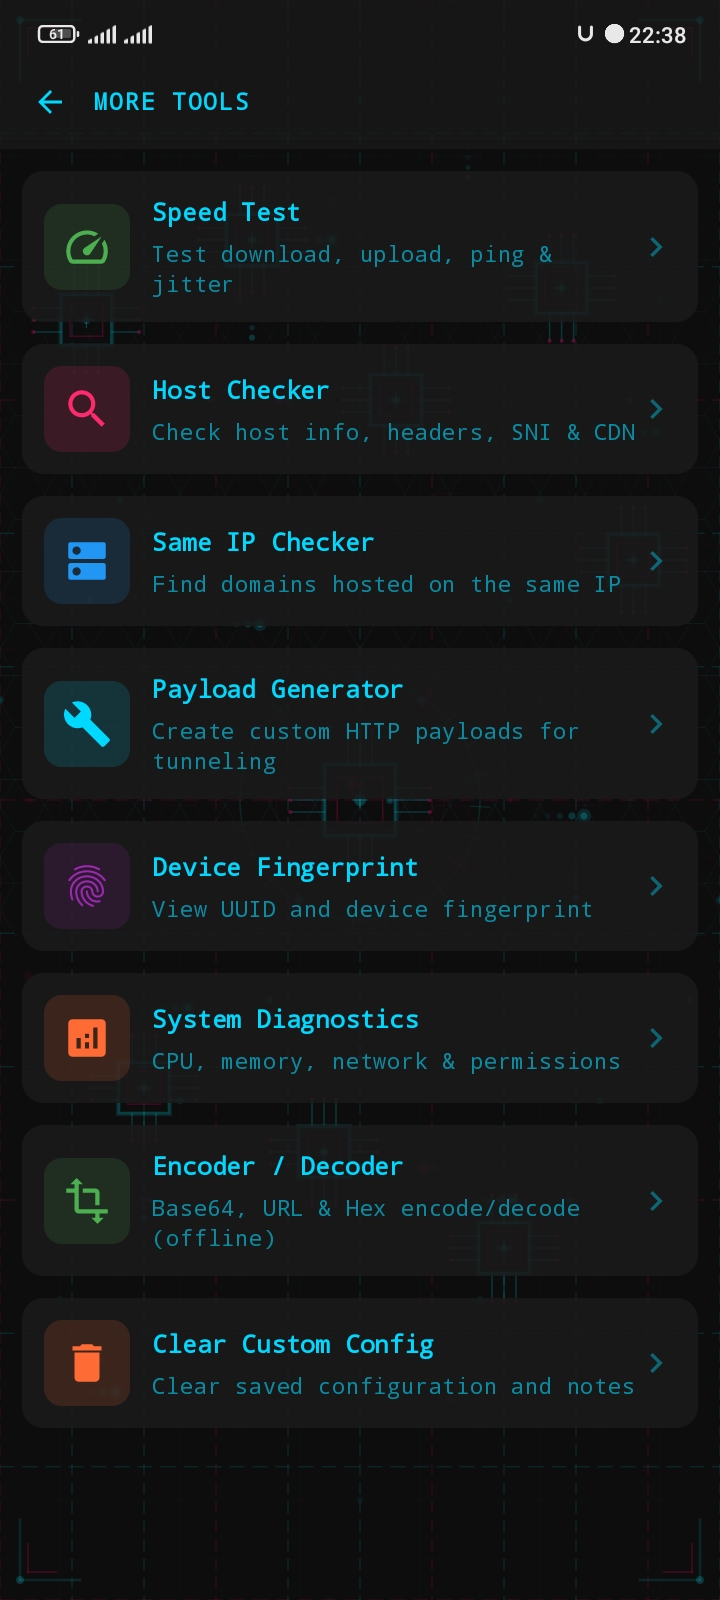 61
22:38
MORE TOOLS
Speed Test
Test download, upload, ping &
jitter
Host Checker
Check host info, headers, SNI & CDN
Same IP Checker
Find domains hosted on the same IP
Payload Generator
Create custom HTTP payloads for
tunneling
Device Fingerprint
View UUID and device fingerprint
System Diagnostics
CPU, memory, network & permissions
Encoder / Decoder
Base64, URL & Hex encode/decode
(offline)
Clear Custom Config
Clear saved configuration and notes